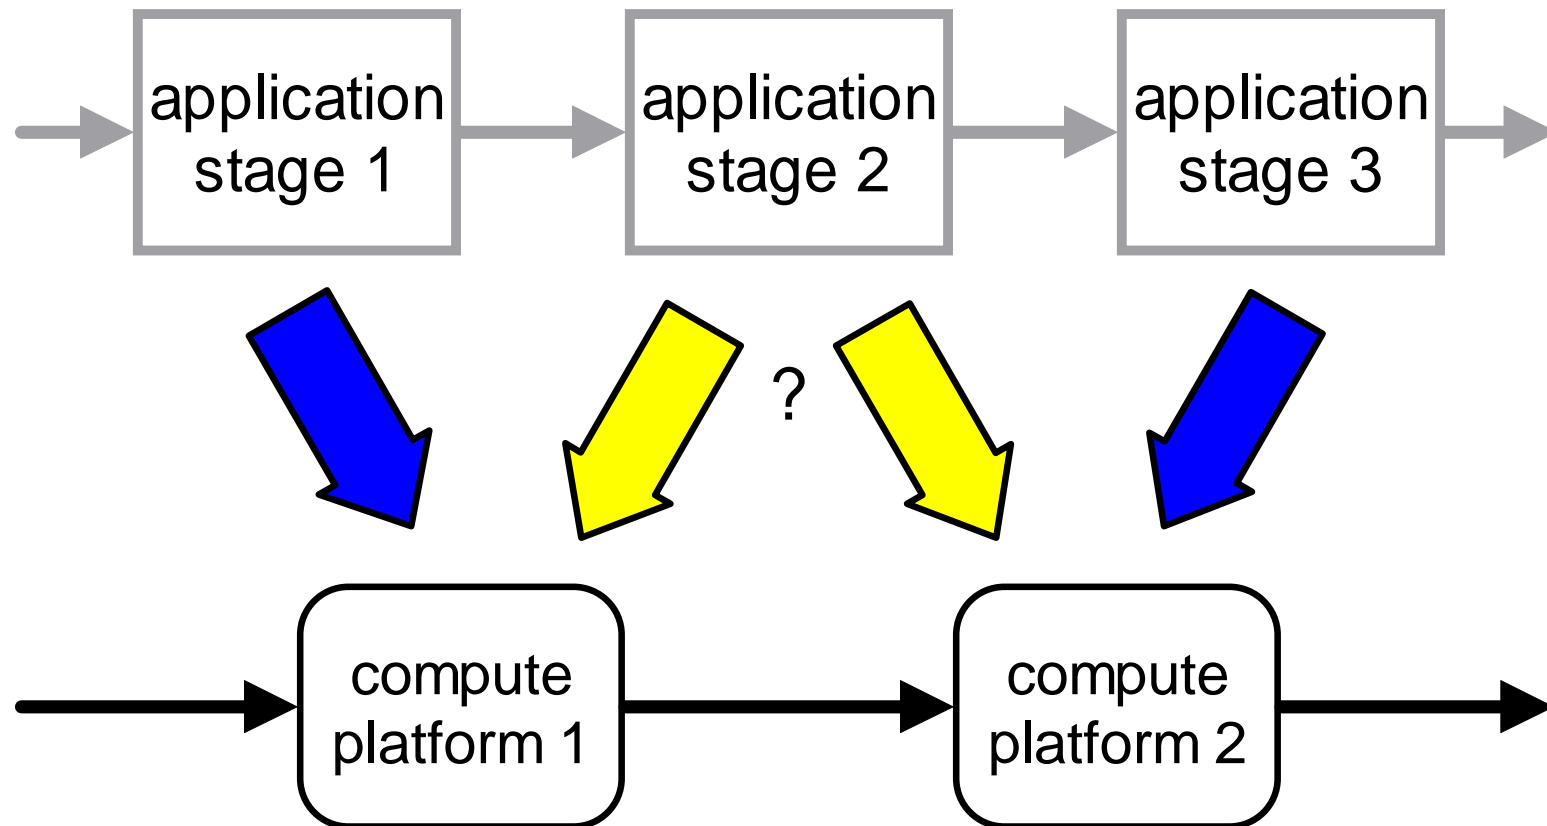 application
stage 1
application
stage 2
application
stage 3
?
compute
platform 1
compute
platform 2